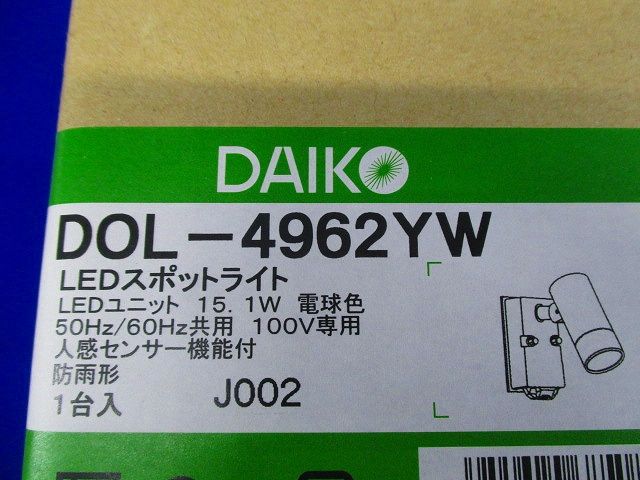 DAIKO
DOL-4962YW
LEDスポットライト
LEDユニット 15.1W 電球色
50Hz/60Hz共用 100V専用
人感センサー機能付
防雨形
1台入 J002